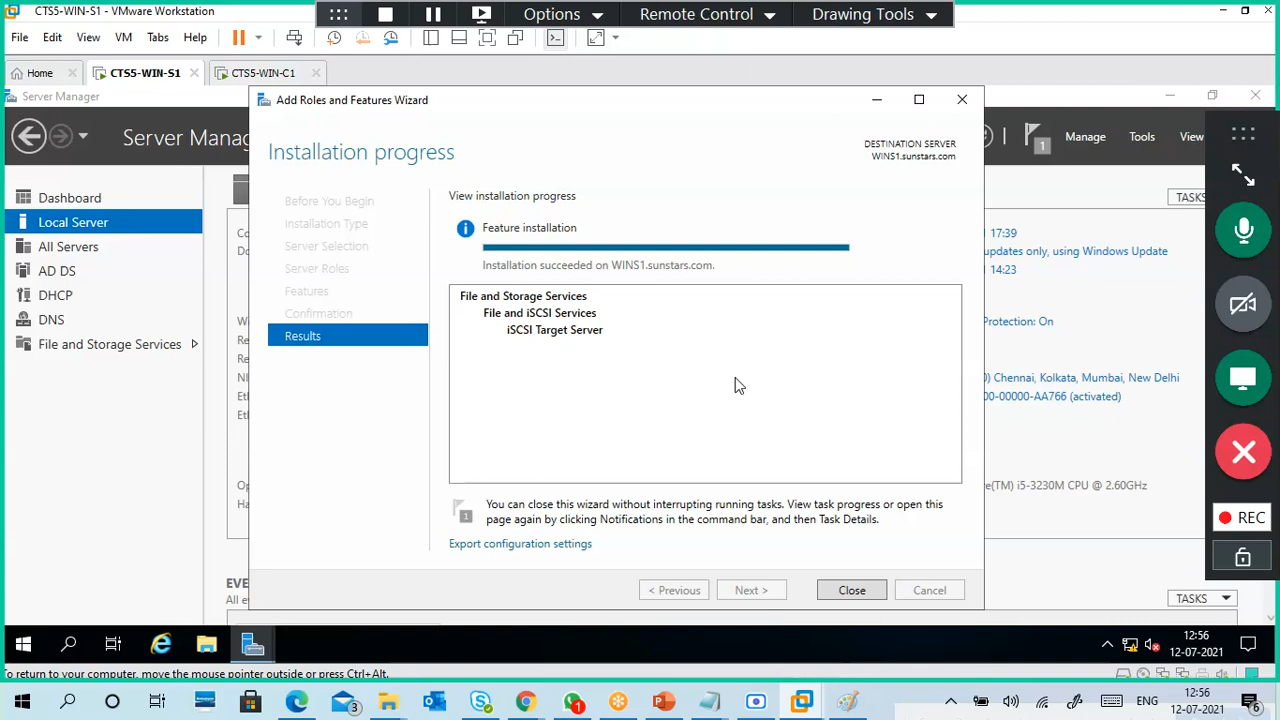 CTS5-WIN-S1 - VMware Workstation
Options
Remote Control
Drawing Tools
File Edit View VM Tabs Help
Home
CTS5-WIN-S1
CTS5-WIN-C1
Server Manager
Server Manag
1
Manage Tools View
Dashboard
Local Server
All Servers
AD DS
DHCP
DNS
File and Storage Services
TASKS
17:39
updates only, using Windows Update
14:23
Protection: On
0) Chennai, Kolkata, Mumbai, New Delhi
00-00000-AA766 (activated)
e(TM) i5-3230M CPU @ 2.60GHz
EVE
All e
TASKS
Add Roles and Features Wizard
Installation progress
DESTINATION SERVER
WINS1.sunstars.com
Before You Begin
Installation Type
Server Selection
Server Roles
Features
Confirmation
Results
View installation progress
Feature installation
Installation succeeded on WINS1.sunstars.com.
File and Storage Services
File and iSCSI Services
iSCSI Target Server
1
You can close this wizard without interrupting running tasks. View task progress or open this
page again by clicking Notifications in the command bar, and then Task Details.
Export configuration settings
< Previous
Next >
Close
Cancel
REC
12:56
12-07-2021
To return to your computer, move the mouse pointer outside or press Ctrl+Alt.
3
1
ENG
12:56
12-07-2021
6